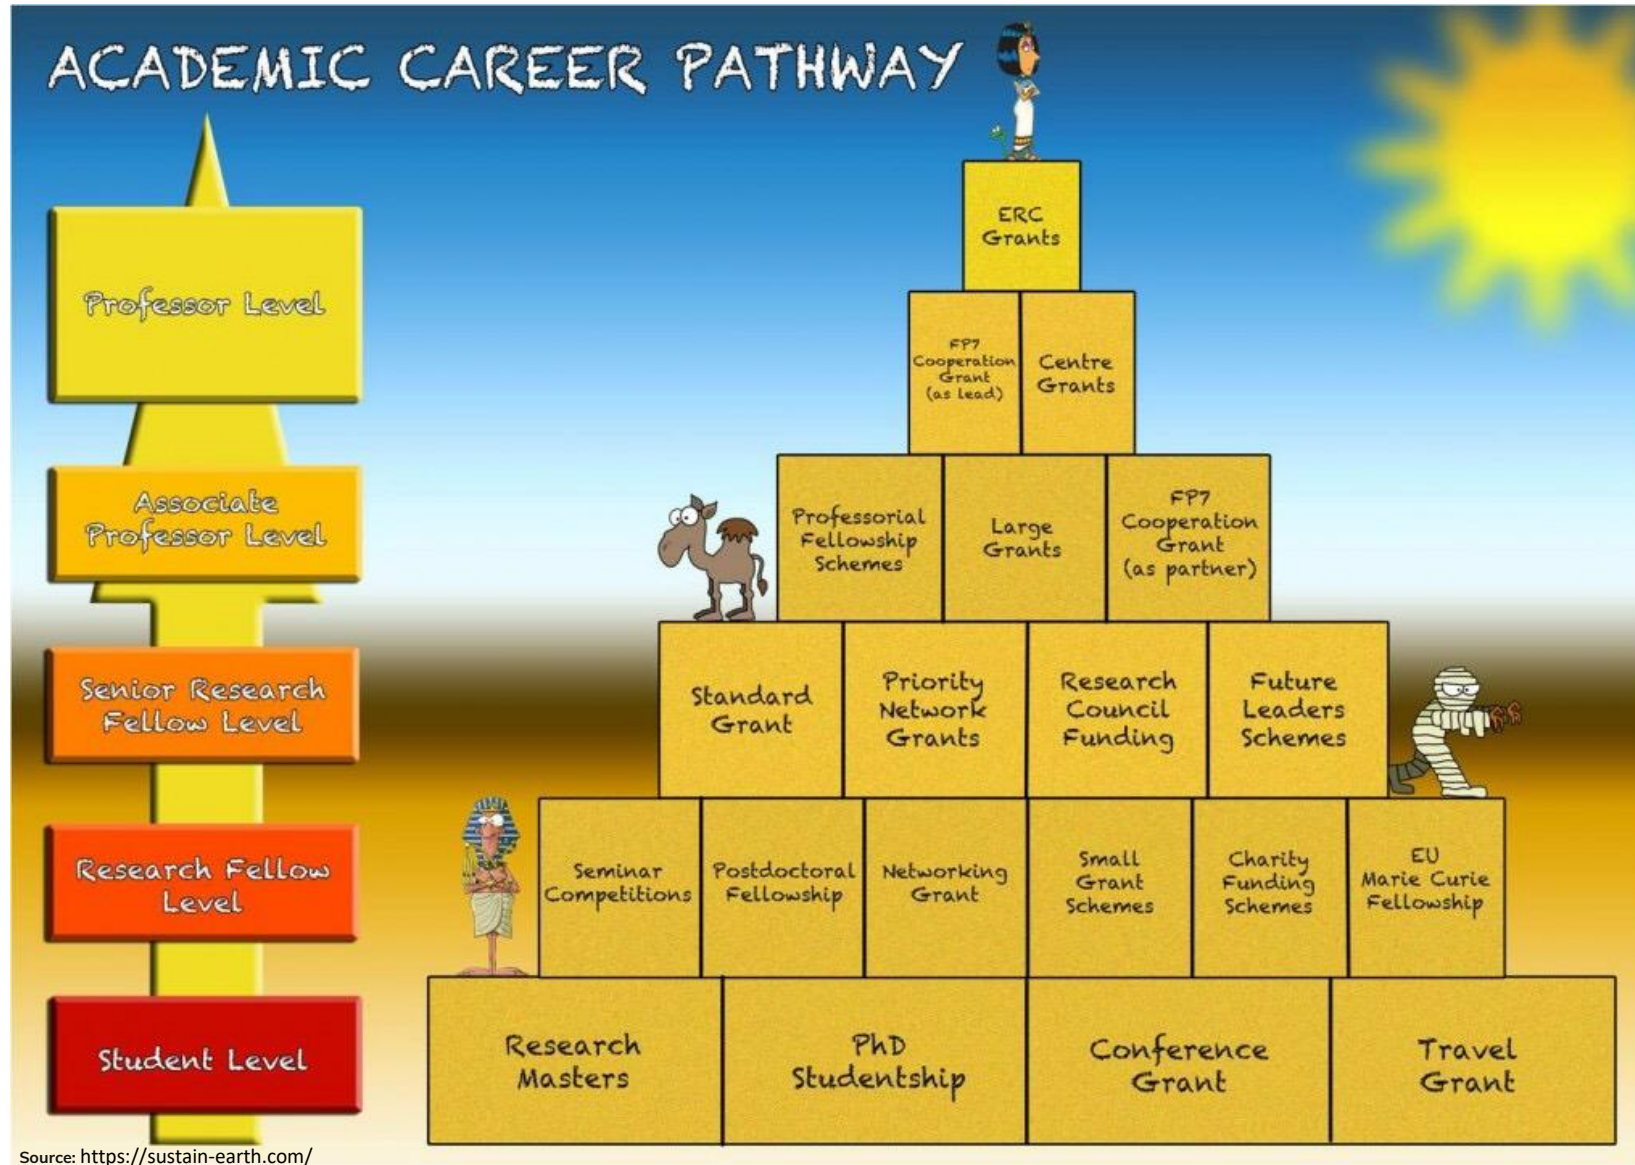 ACADEMIC CAREER PATHWAY
Professor Level
Associate
Professor Level
Senior Research
Fellow Level
Research Fellow
Level
Student Level
ERC
Grants
FP7
Cooperation
Grant
(as lead)
Centre
Grants
Professorial
Fellowship
Schemes
Large
Grants
FP7
Cooperation
Grant
(as partner)
Standard
Grant
Priority
Network
Grants
Research
Council
Funding
Future
Leaders
Schemes
Seminar
Competitions
Postdoctoral
Fellowship
Networking
Grant
Small
Grant
Schemes
Charity
Funding
Schemes
EU
Marie Curie
Fellowship
Research
Masters
PhD
Studentship
Conference
Grant
Travel
Grant
Source: https://sustain-earth.com/